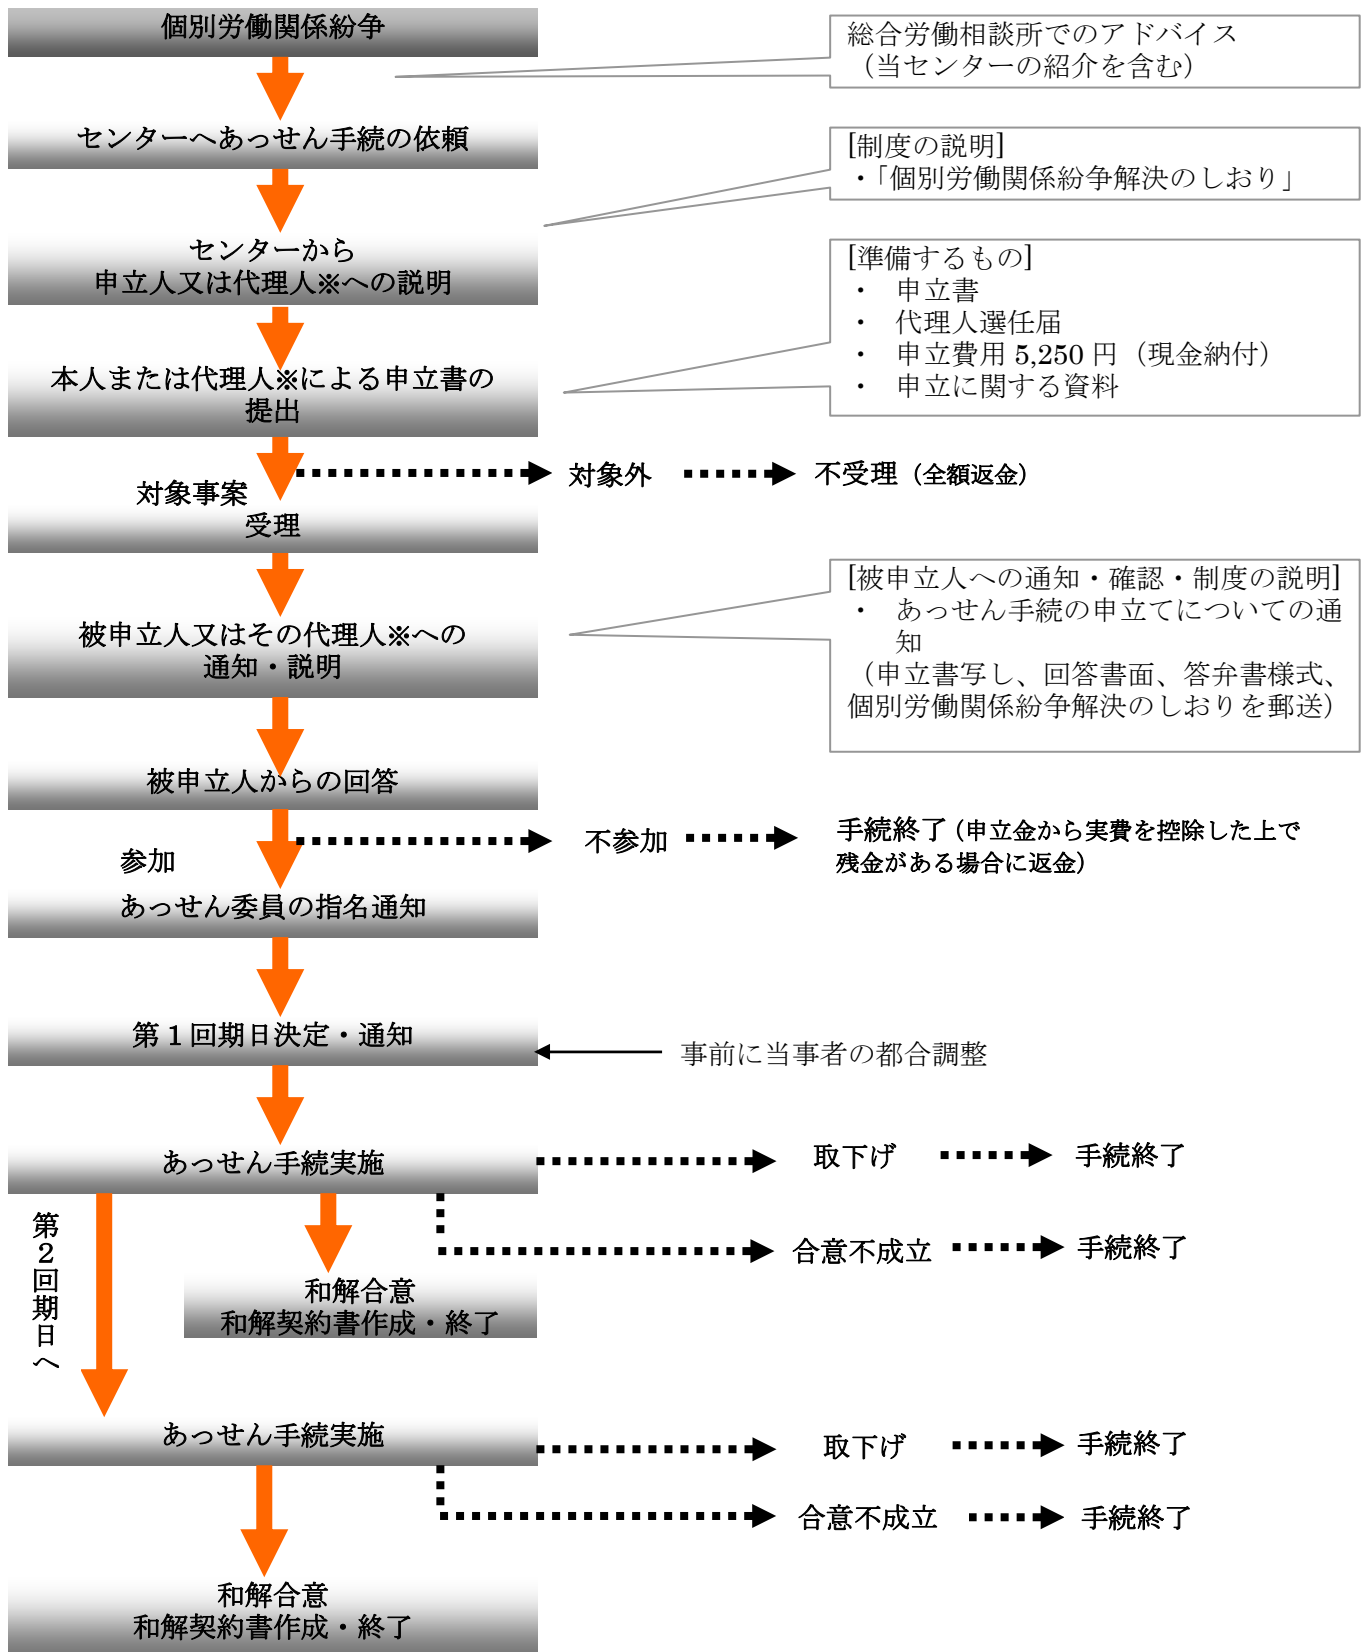 個別労働関係紛争
総合労働相談所でのアドバイス
（当センターの紹介を含む）
センターへあっせん手続の依頼
[制度の説明]
・「個別労働関係紛争解決のしおり」
センターから
申立人又は代理人※への説明
[準備するもの]
・ 申立書
・ 代理人選任届
・ 申立費用 5,250 円（現金納付）
・ 申立に関する資料
本人または代理人※による申立書の
提出
対象外
不受理（全額返金）
対象事案
受理
[被申立人への通知・確認・制度の説明]
・ あっせん手続の申立てについての通
知
（申立書写し、回答書面、答弁書様式、
個別労働関係紛争解決のしおりを郵送）
被申立人又はその代理人※への
通知・説明
被申立人からの回答
不参加
手続終了（申立金から実費を控除した上で
残金がある場合に返金）
参加
あっせん委員の指名通知
第１回期日決定・通知
事前に当事者の都合調整
あっせん手続実施
取下げ
手続終了
合意不成立
手続終了
第２回期日へ
和解合意
和解契約書作成・終了
あっせん手続実施
取下げ
手続終了
合意不成立
手続終了
和解合意
和解契約書作成・終了